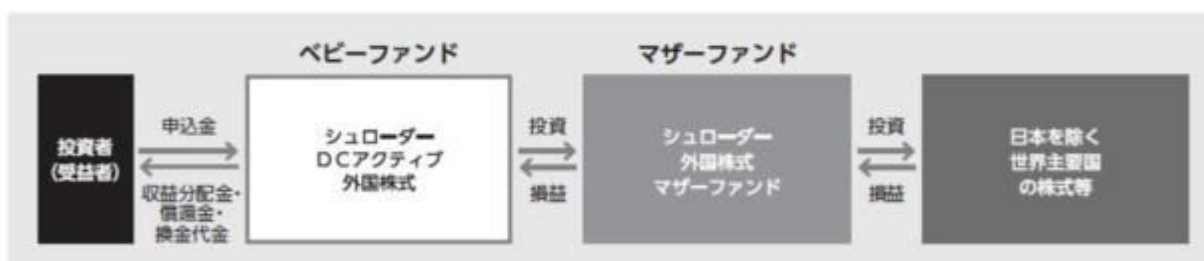 ベビーファンド
マザーファンド
投資者
(受益者)
申込金
収益分配金・
償還金・
換金代金
シュローダー
DCアクティブ
外国株式
投資
損益
シュローダー
外国株式
マザーファンド
投資
損益
日本を除く
世界主要国
の株式等